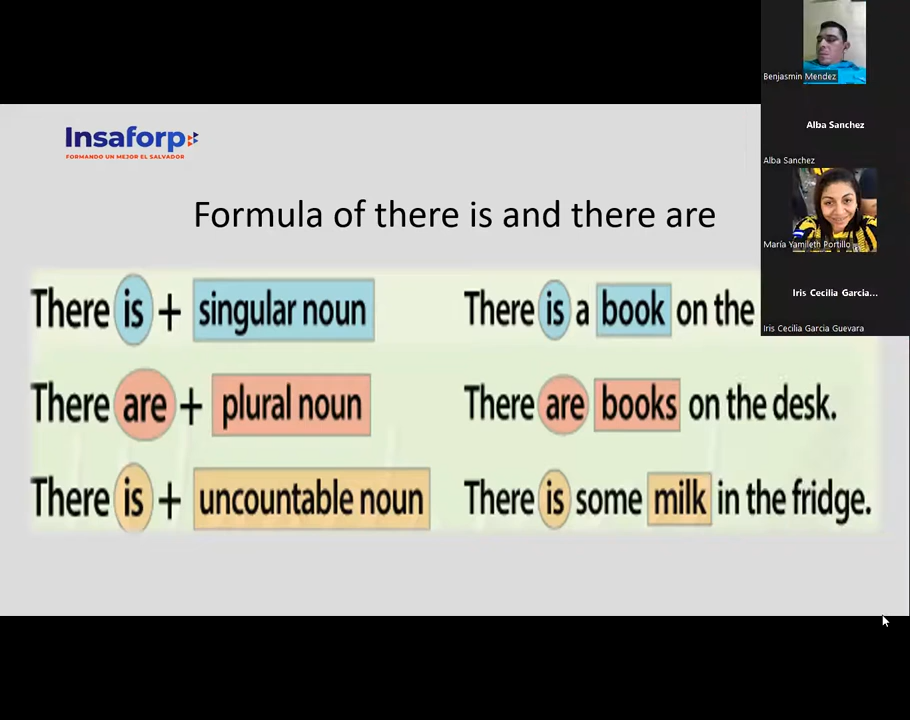 Insaforp
FORMANDO UN MEJOR EL SALVADOR
Formula of there is and there are
There is + singular noun
There is a book on the
There are + plural noun
There are books on the desk.
There is + uncountable noun
There is some milk in the fridge.
Benjasmin Mendez
Alba Sanchez
Alba Sanchez
María Yamileth Portillo
Iris Cecilia Garcia...
Iris Cecilia Garcia Guevara